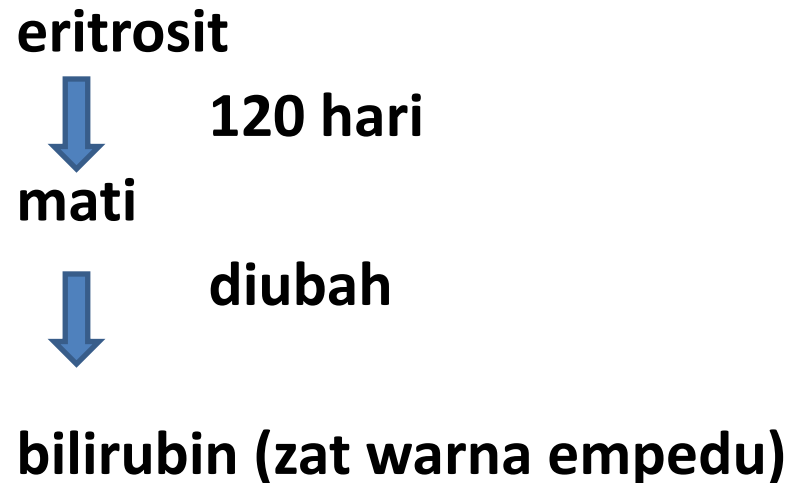 eritrosit
120 hari
mati
diubah
bilirubin (zat warna empedu)